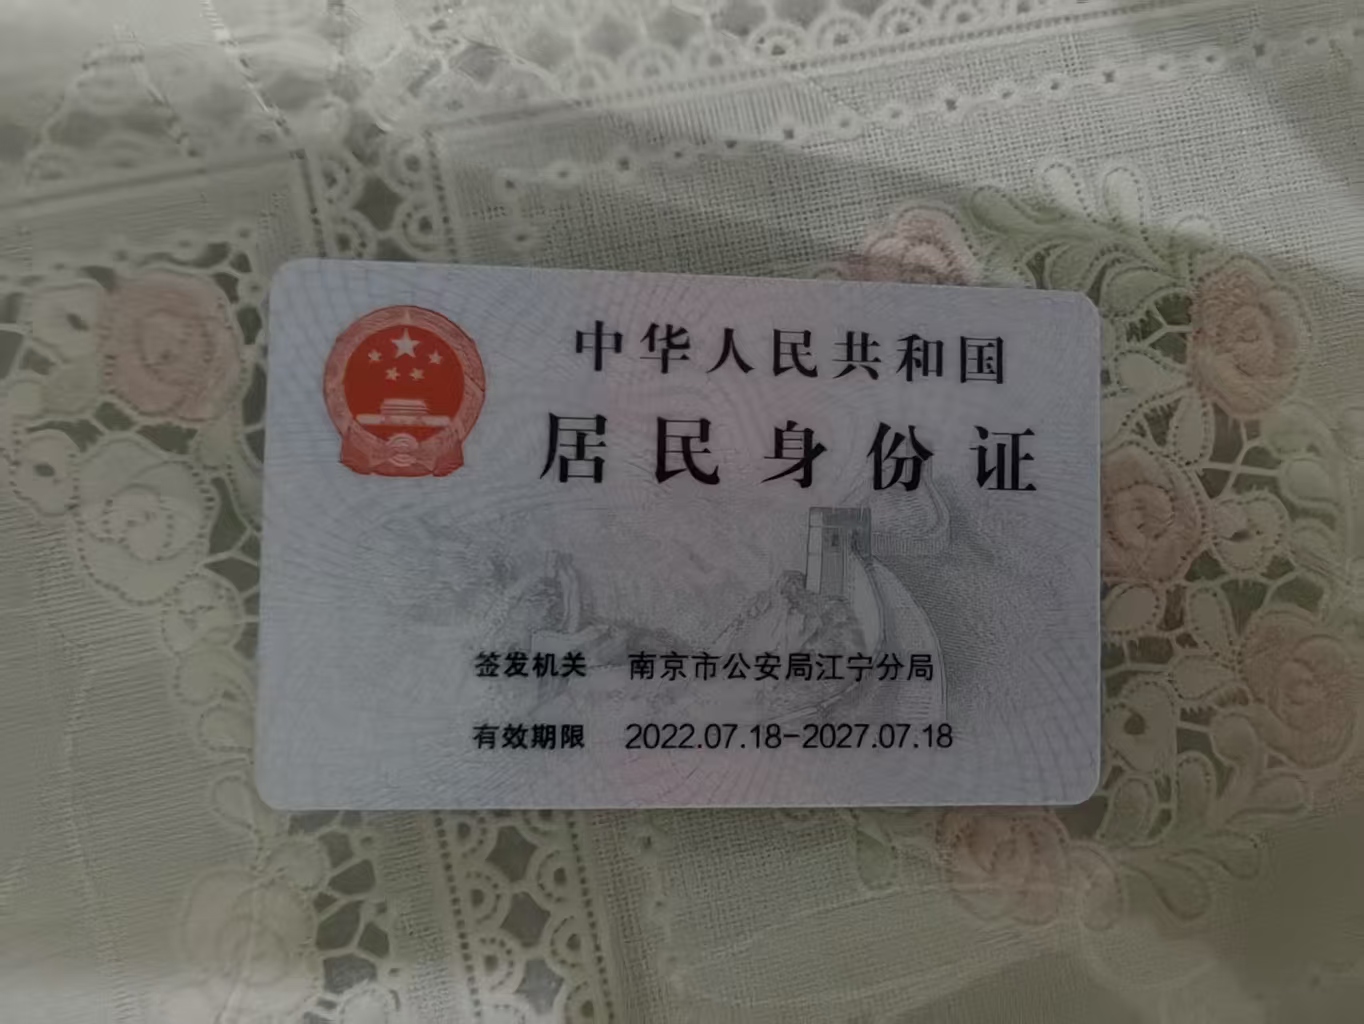 中华人民共和国
居民身份证
签发机关 南京市公安局江宁分局
有效期限 2022.07.18-2027.07.18